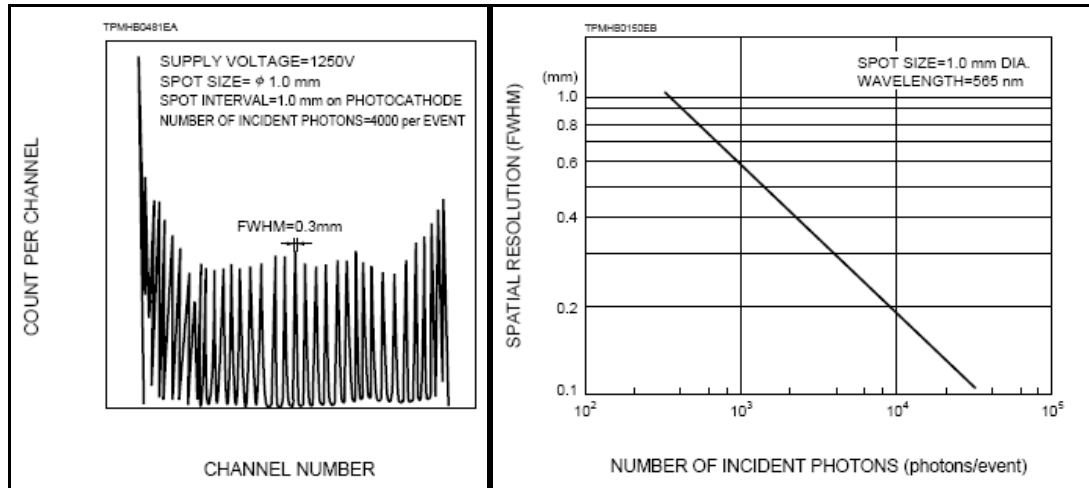 TPMHB0481EA
SUPPLY VOLTAGE=1250V
SPOT SIZE= ϕ 1.0 mm
SPOT INTERVAL=1.0 mm on PHOTOCATHODE
NUMBER OF INCIDENT PHOTONS=4000 per EVENT
FWHM=0.3mm
COUNT PER CHANNEL
CHANNEL NUMBER
TPMHB0150EB
SPOT SIZE=1.0 mm DIA.
WAVELENGTH=565 nm
(mm)
1.0
0.8
0.6
0.4
0.2
0.1
SPATIAL RESOLUTION (FWHM)
10² 10³ 10⁴ 10⁵
NUMBER OF INCIDENT PHOTONS (photons/event)